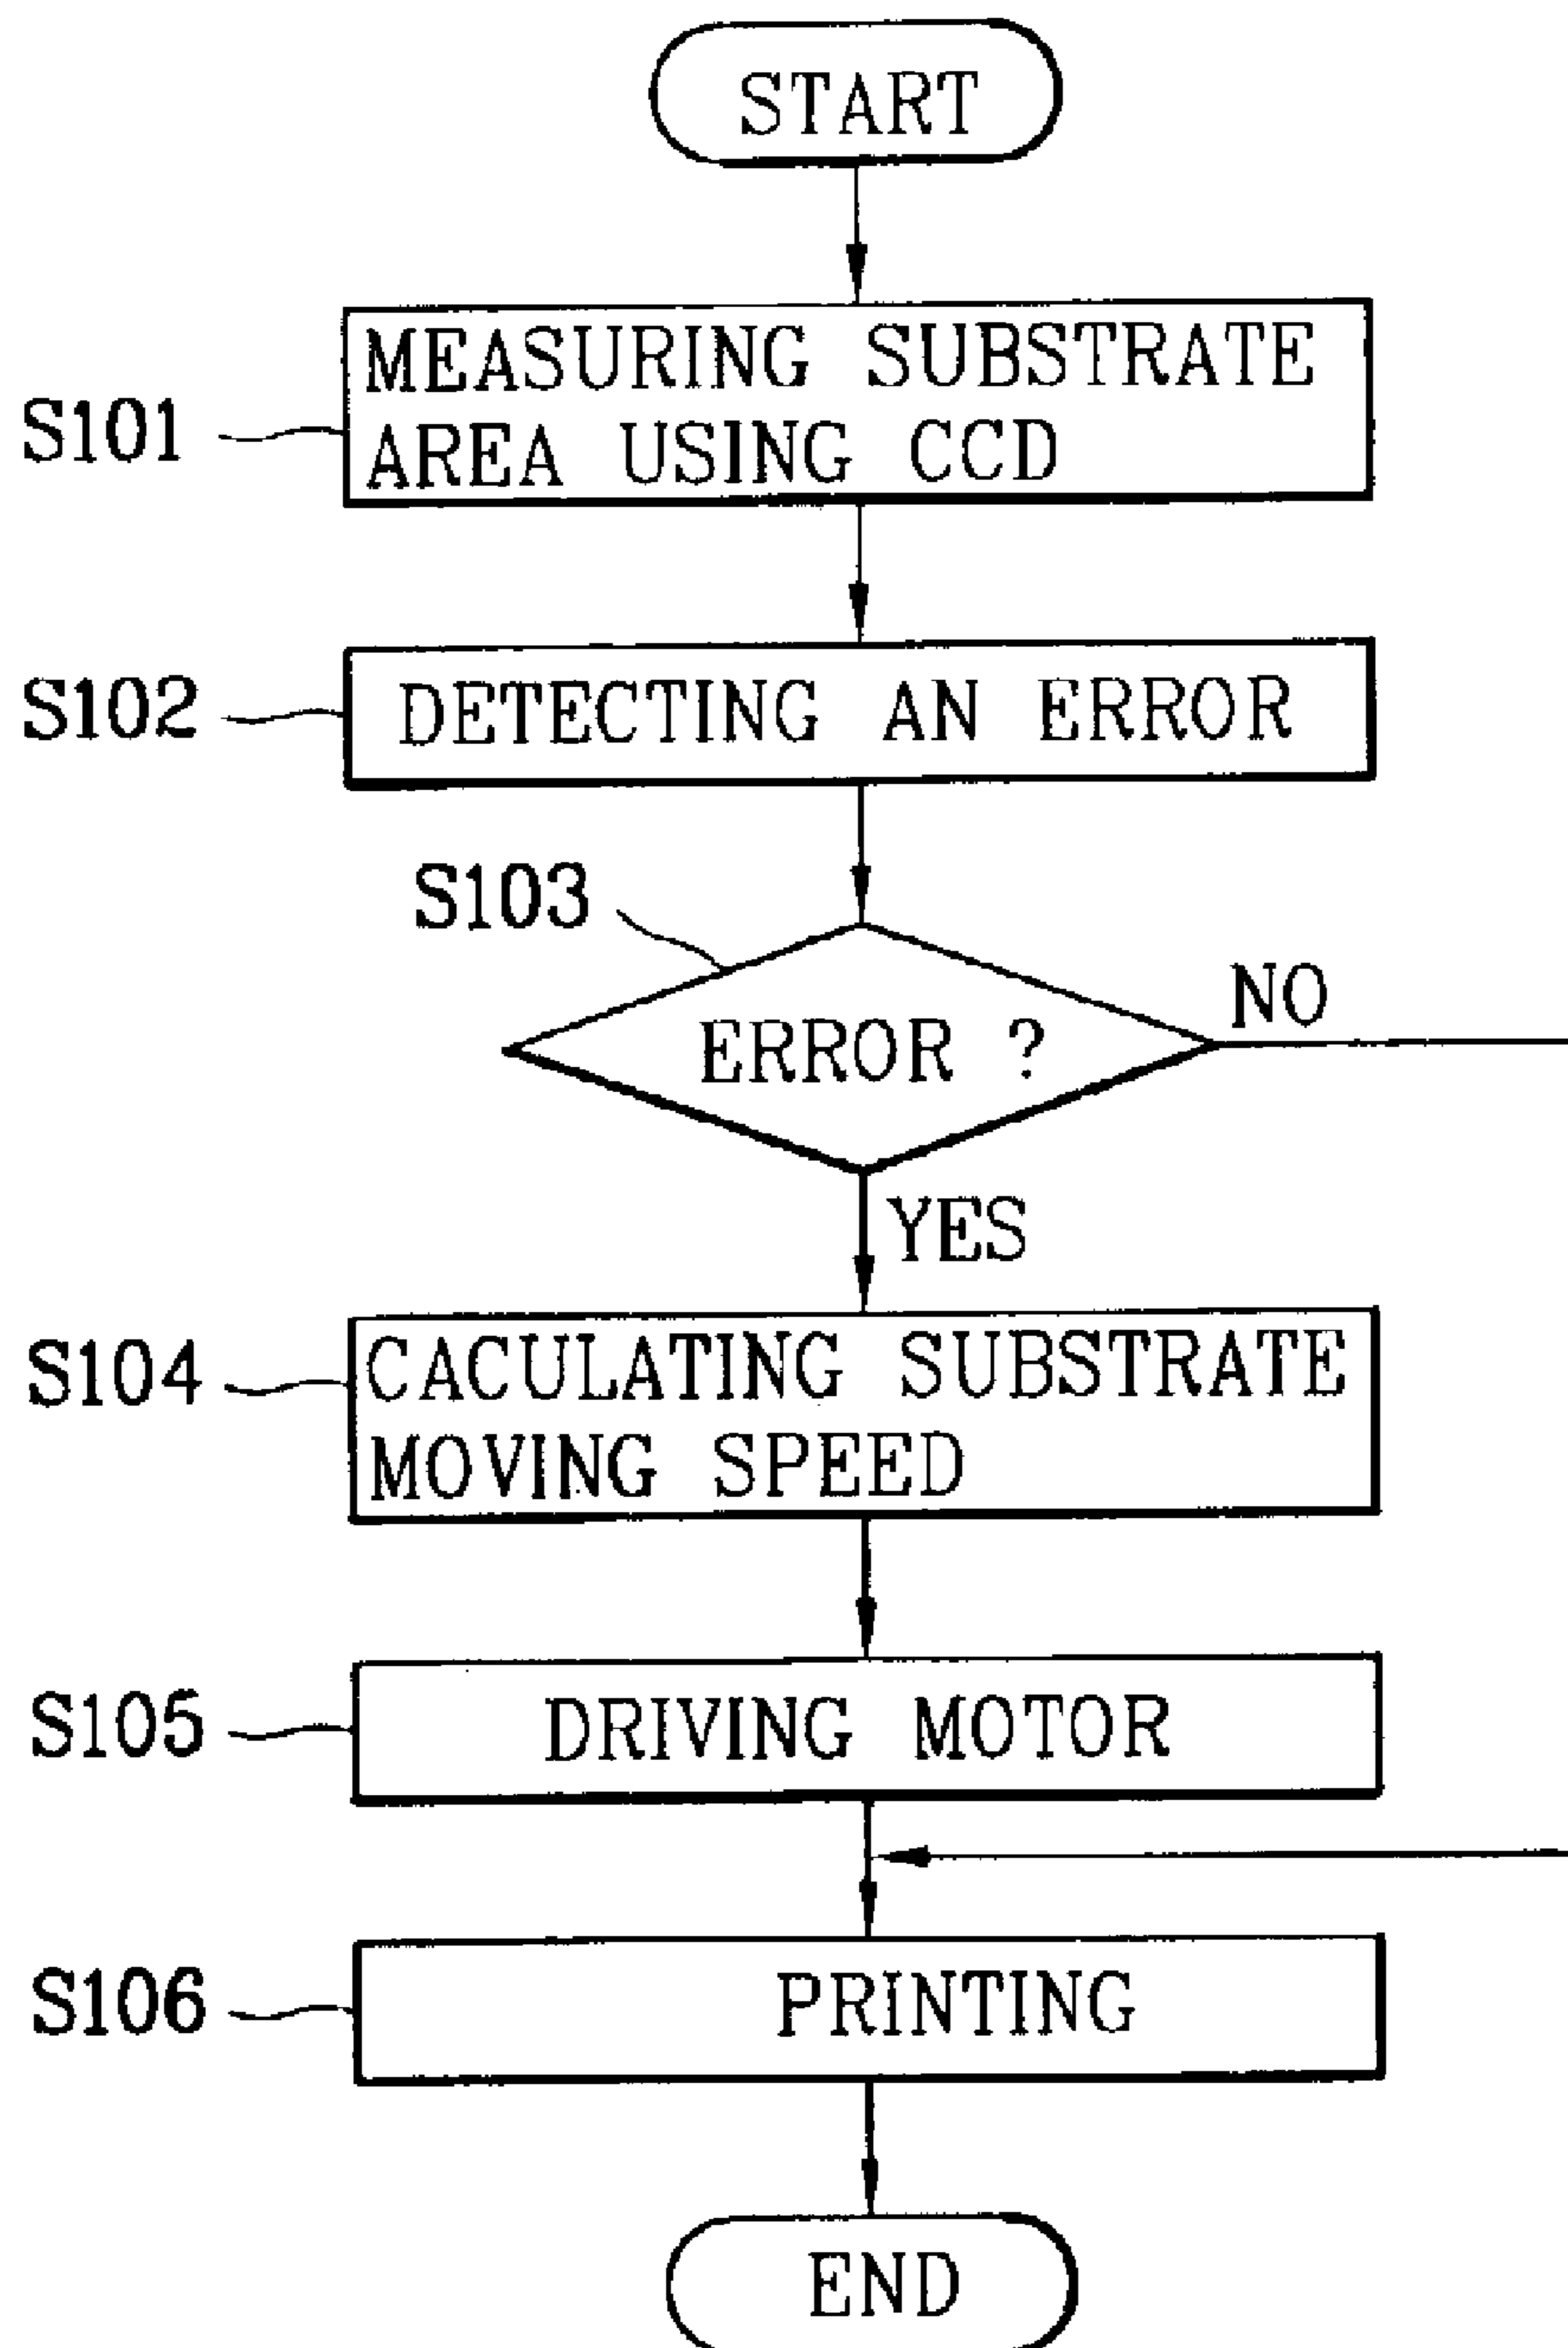 START
S101
MEASURING SUBSTRATE
AREA USING CCD
S102
DETECTING AN ERROR
S103
ERROR ?
NO
YES
S104
CACULATING SUBSTRATE
MOVING SPEED
S105
DRIVING MOTOR
S106
PRINTING
END